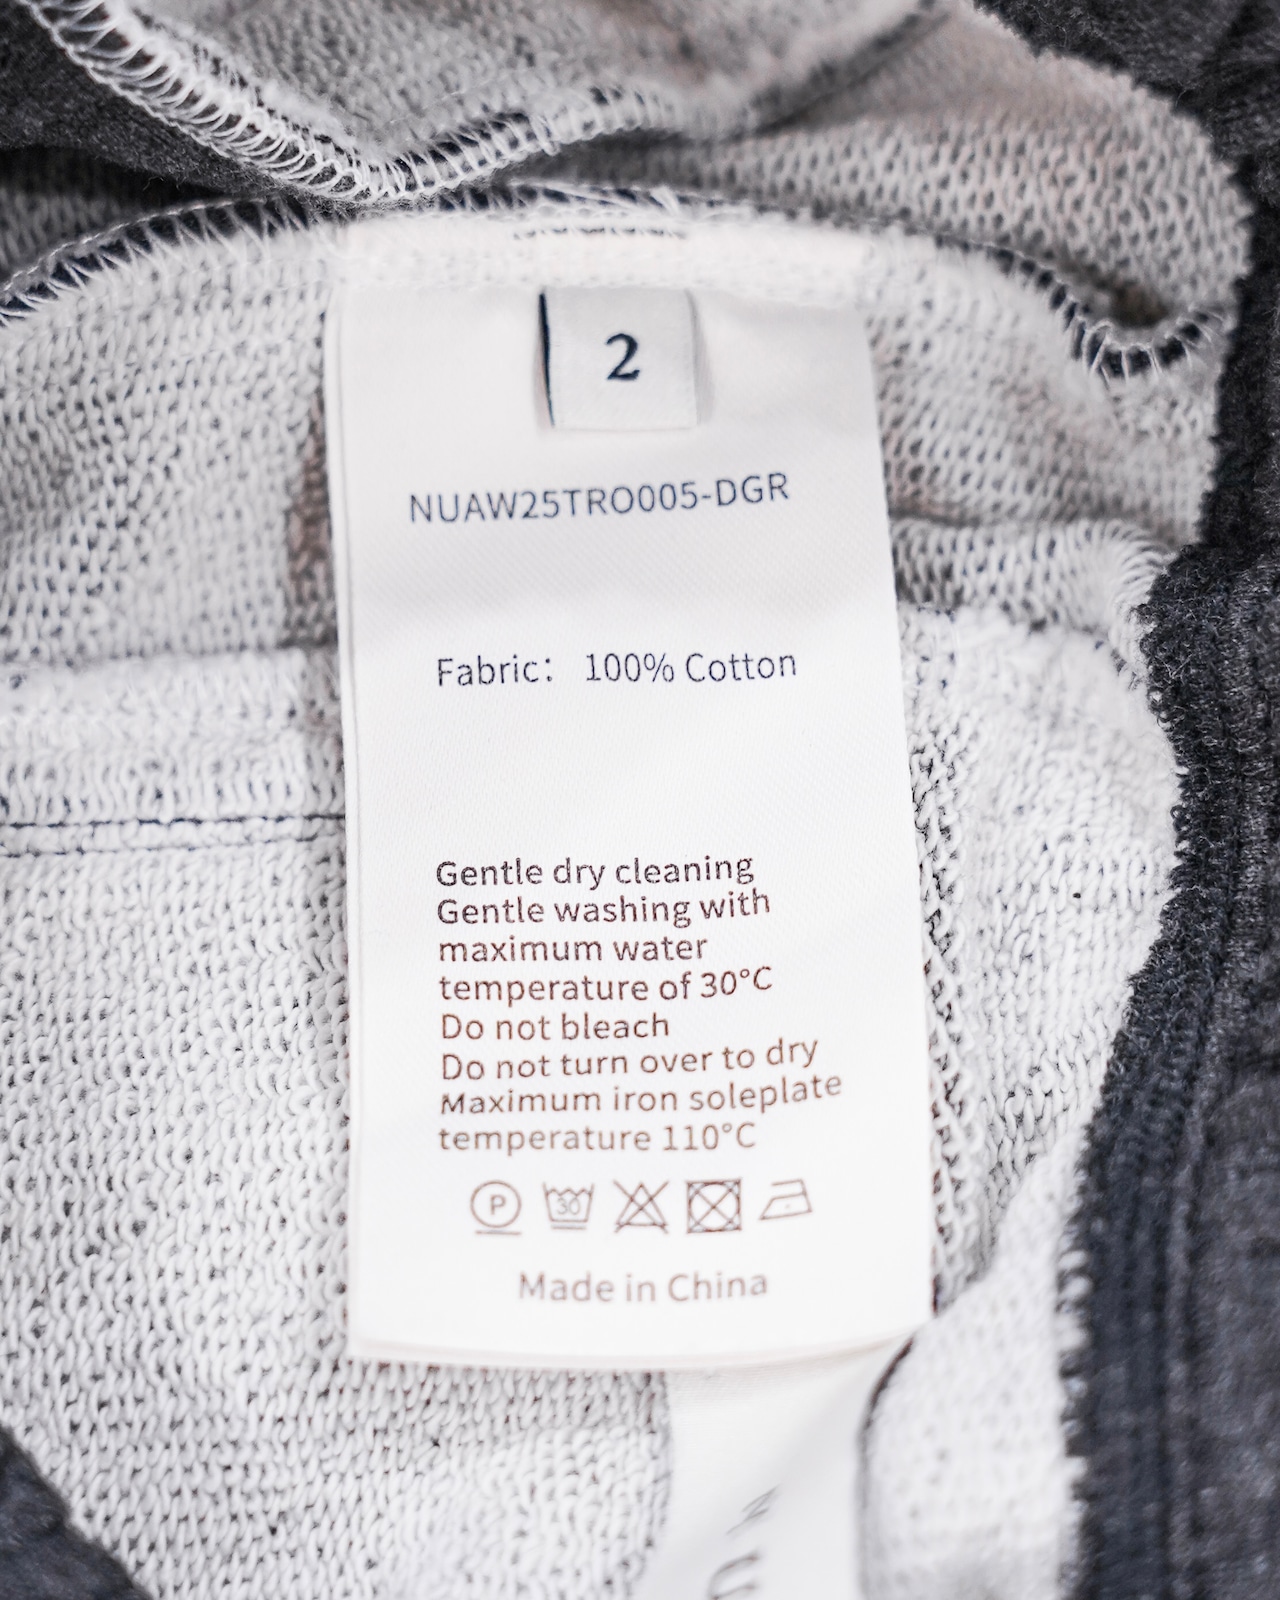 2
NUAW25TRO005-DGR
Fabric: 100% Cotton
Gentle dry cleaning
Gentle washing with
maximum water
temperature of 30°C
Do not bleach
Do not turn over to dry
Maximum iron soleplate
temperature 110°C
P 30
Made in China
N
U